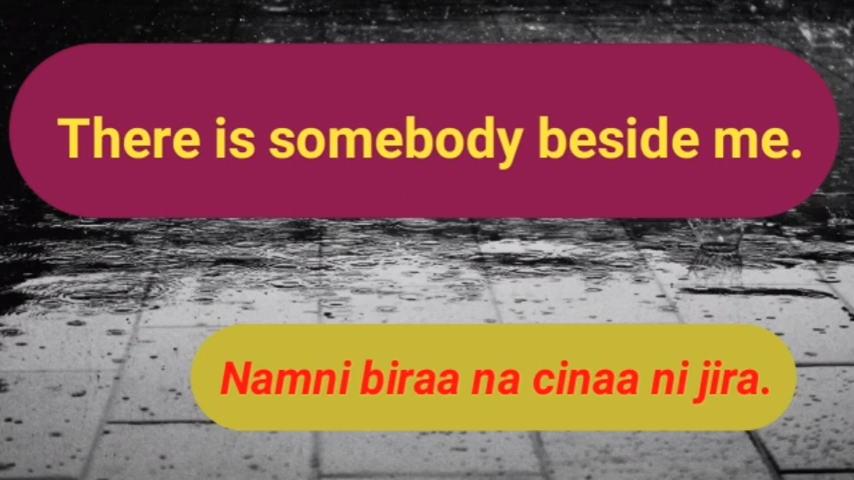 There is somebody beside me.
Namni biraa na cinaa ni jira.